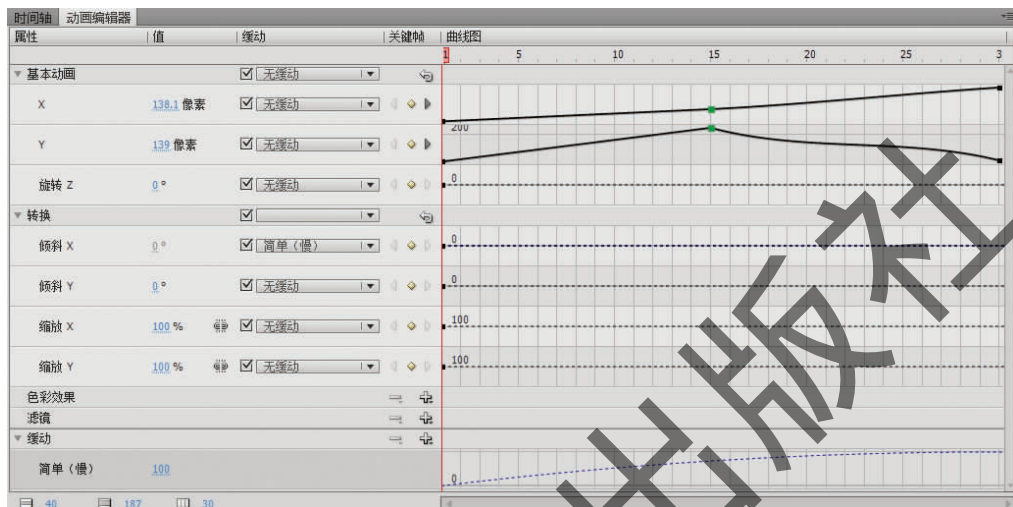 时间轴 动画编辑器
属性 值 缓动 关键帧 曲线图
1 5 10 15 20 25 3
基本动画 无缓动
X 138.1 像素 无缓动
200
Y 139 像素 无缓动
旋转 Z 0 ° 无缓动 0
转换
倾斜 X 0 ° 简单（慢） 0
倾斜 Y 0 ° 无缓动 0
缩放 X 100 % 无缓动 100
缩放 Y 100 % 无缓动 100
色彩效果
滤镜
缓动
简单（慢） 100 0
40 187 30
出版社